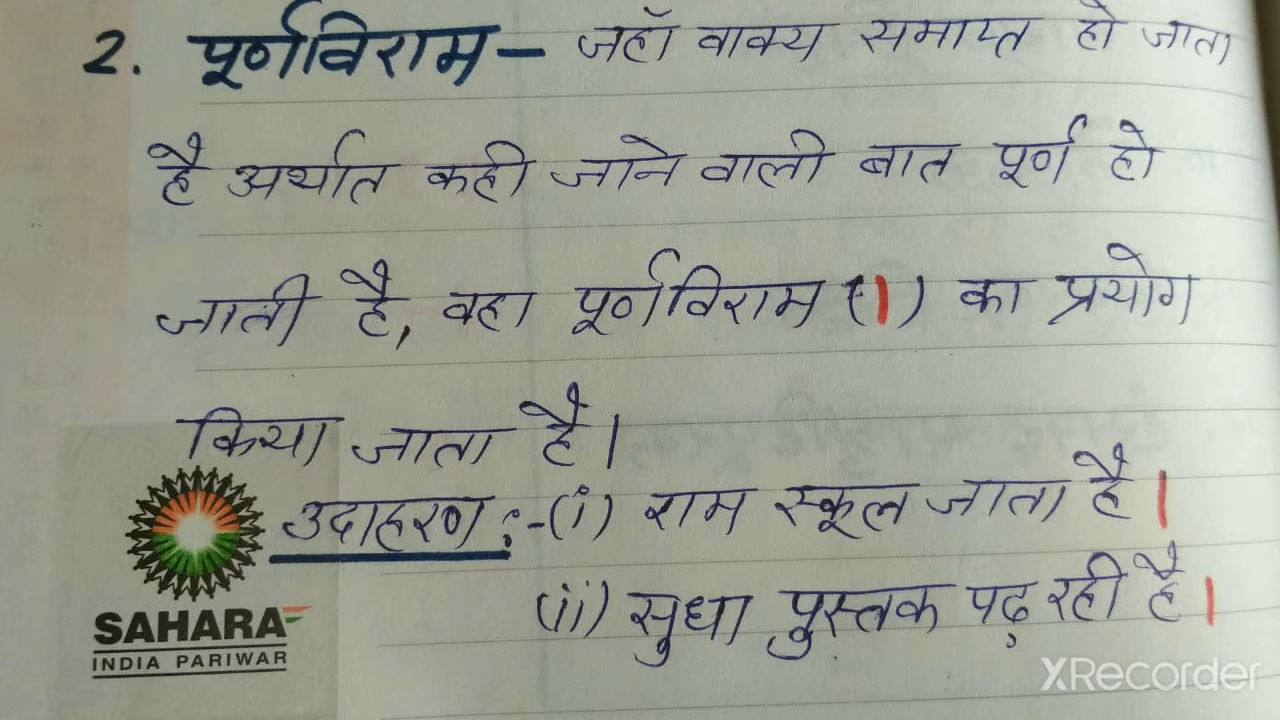 2. पूर्णविराम - जहाँ वाक्य समाप्त हो जाता
है अर्थात कही जाने वाली बात पूर्ण हो
जाती है, वहा पूर्णविराम (।) का प्रयोग
किया जाता है।
उदाहरण :- (i) राम स्कूल जाता है।
(ii) सुधा पुस्तक पढ़ रही है।
SAHARA
INDIA PARIWAR
XRecorder